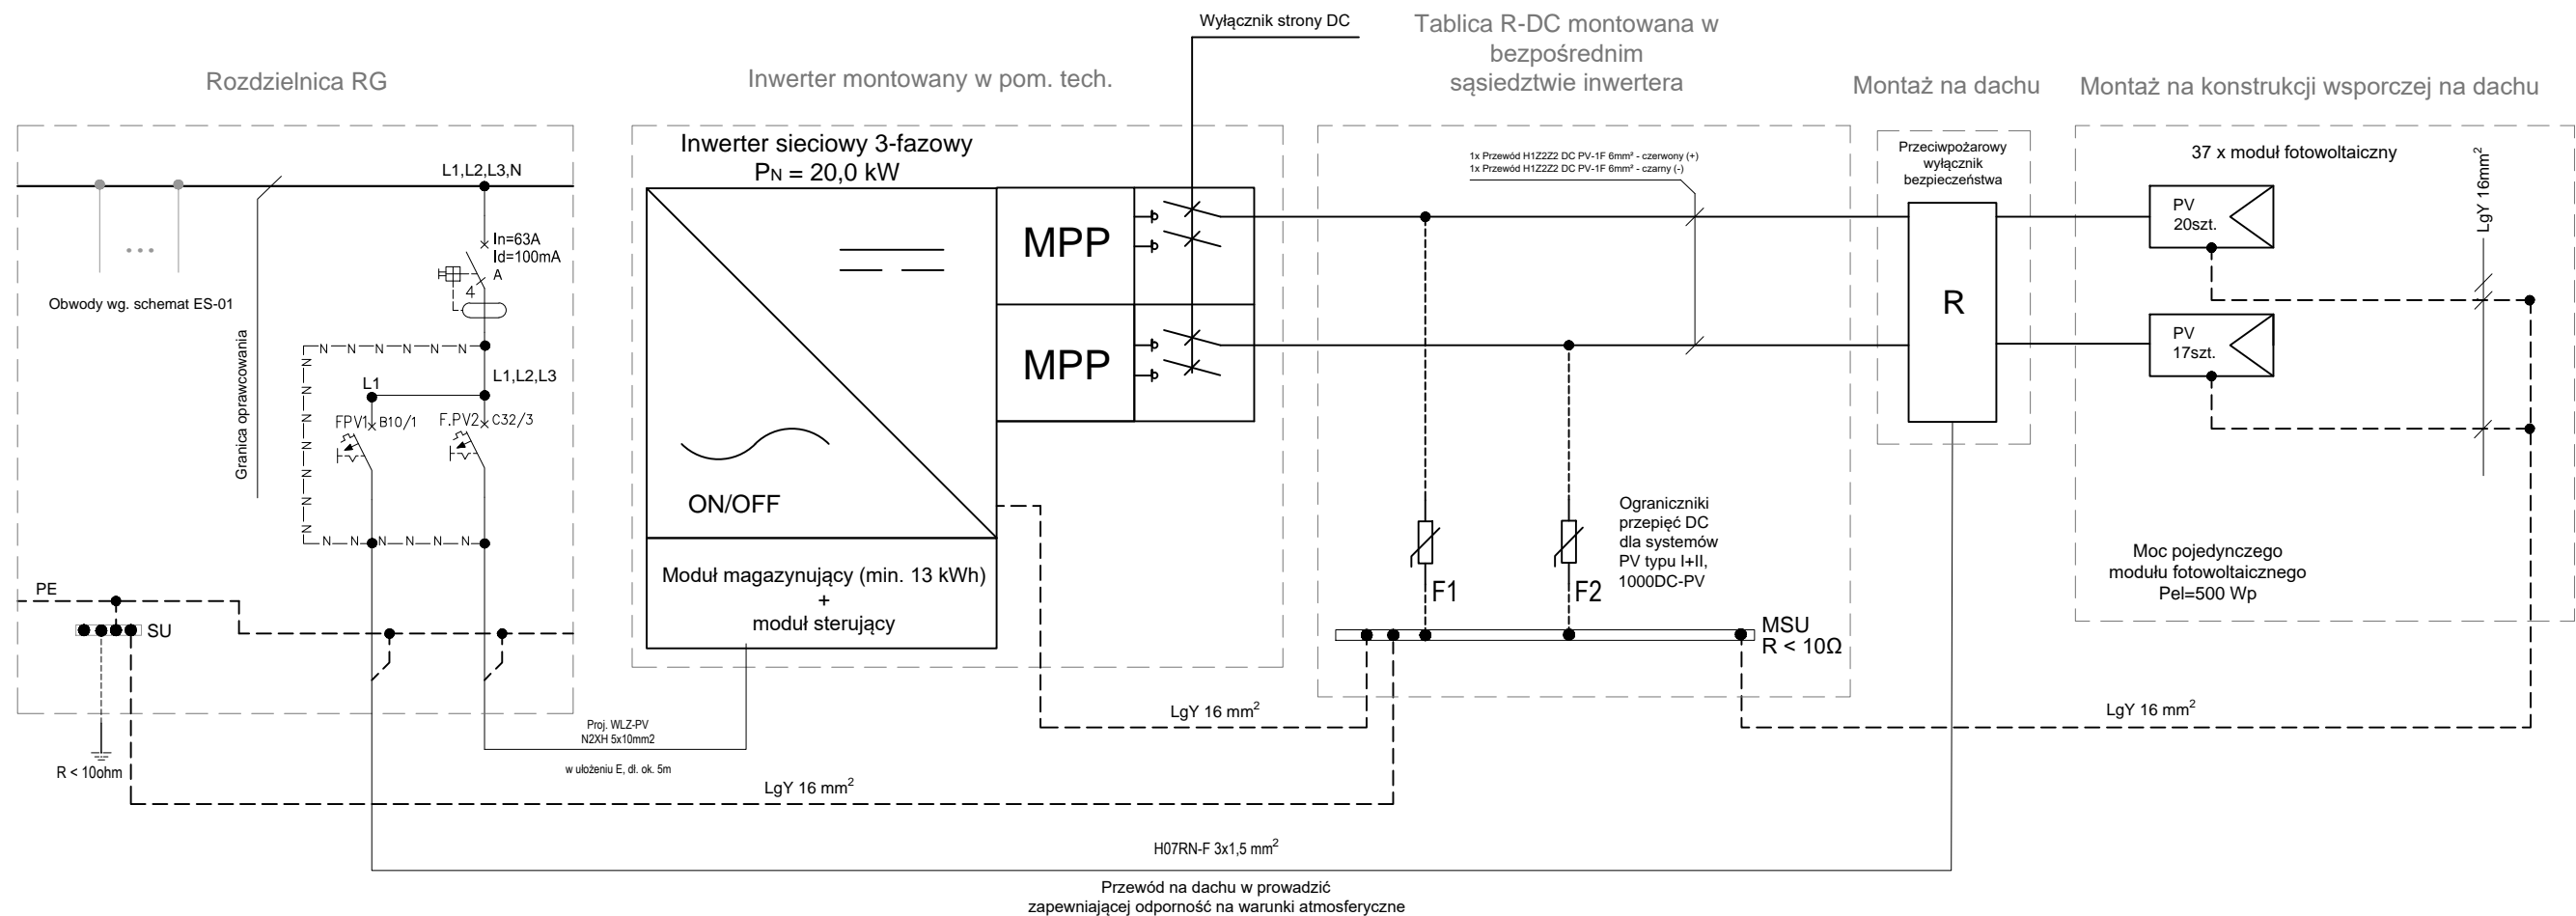 Wyłącznik strony DC
Tablica R-DC montowana w
bezpośrednim
sąsiedztwie inwertera
Rozdzielnica RG
Inwerter montowany w pom. tech.
Montaż na dachu
Montaż na konstrukcji wsporczej na dachu
L1,L2,L3,N
In=63A
Id=100mA
A
4
Obwody wg. schemat ES-01
Granica oprawcowania
N N N N N N
N N N N N N N
L1,L2,L3
L1
FPV1
B10/1
F.PV2
C32/3
N N N N N N
PE
SU
R < 10ohm
Inwerter sieciowy 3-fazowy
PN = 20,0 kW
MPP
MPP
ON/OFF
Moduł magazynujący (min. 13 kWh)
+
moduł sterujący
Proj. WLZ-PV
N2XH 5x10mm2
w ułożeniu E, dł. ok. 5m
1x Przewód H1Z2Z2 DC PV-1F 6mm² - czerwony (+)
1x Przewód H1Z2Z2 DC PV-1F 6mm² - czarny (-)
Ograniczniki
przepięć DC
dla systemów
PV typu I+II,
1000DC-PV
F1
F2
MSU
R < 10Ω
Przeciwpożarowy
wyłącznik
bezpieczeństwa
R
37 x moduł fotowoltaiczny
PV
20szt.
PV
17szt.
LgY 16mm²
Moc pojedynczego
modułu fotowoltaicznego
Pel=500 Wp
LgY 16 mm²
LgY 16 mm²
LgY 16 mm²
H07RN-F 3x1,5 mm²
Przewód na dachu w prowadzić
zapewniającej odporność na warunki atmosferyczne